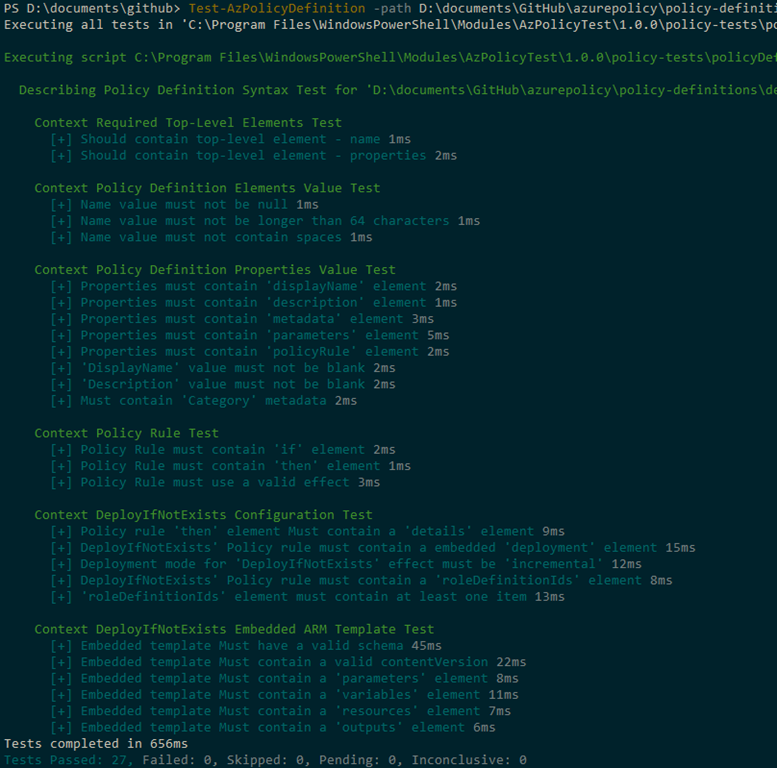 PS D:\documents\github> Test-AzPolicyDefinition -path D:\documents\GitHub\azurepolicy\policy-definiti
Executing all tests in 'C:\Program Files\WindowsPowerShell\Modules\AzPolicyTest\1.0.0\policy-tests\po
Executing script C:\Program Files\WindowsPowerShell\Modules\AzPolicyTest\1.0.0\policy-tests\policyDef
Describing Policy Definition Syntax Test for 'D:\documents\GitHub\azurepolicy\policy-definitions\de
Context Required Top-Level Elements Test
[+] Should contain top-level element - name 1ms
[+] Should contain top-level element - properties 2ms
Context Policy Definition Elements Value Test
[+] Name value must not be null 1ms
[+] Name value must not be longer than 64 characters 1ms
[+] Name value must not contain spaces 1ms
Context Policy Definition Properties Value Test
[+] Properties must contain 'displayName' element 2ms
[+] Properties must contain 'description' element 1ms
[+] Properties must contain 'metadata' element 3ms
[+] Properties must contain 'parameters' element 5ms
[+] Properties must contain 'policyRule' element 2ms
[+] 'DisplayName' value must not be blank 2ms
[+] 'Description' value must not be blank 2ms
[+] Must contain 'Category' metadata 2ms
Context Policy Rule Test
[+] Policy Rule must contain 'if' element 2ms
[+] Policy Rule must contain 'then' element 1ms
[+] Policy Rule must use a valid effect 3ms
Context DeployIfNotExists Configuration Test
[+] Policy rule 'then' element Must contain a 'details' element 9ms
[+] DeployIfNotExists' Policy rule must contain a embedded 'deployment' element 15ms
[+] Deployment mode for 'DeployIfNotExists' effect must be 'incremental' 12ms
[+] DeployIfNotExists' Policy rule must contain a 'roleDefinitionIds' element 8ms
[+] 'roleDefinitionIds' element must contain at least one item 13ms
Context DeployIfNotExists Embedded ARM Template Test
[+] Embedded template Must have a valid schema 45ms
[+] Embedded template Must contain a valid contentVersion 22ms
[+] Embedded template Must contain a 'parameters' element 8ms
[+] Embedded template Must contain a 'variables' element 11ms
[+] Embedded template Must contain a 'resources' element 7ms
[+] Embedded template Must contain a 'outputs' element 6ms
Tests completed in 656ms
Tests Passed: 27, Failed: 0, Skipped: 0, Pending: 0, Inconclusive: 0